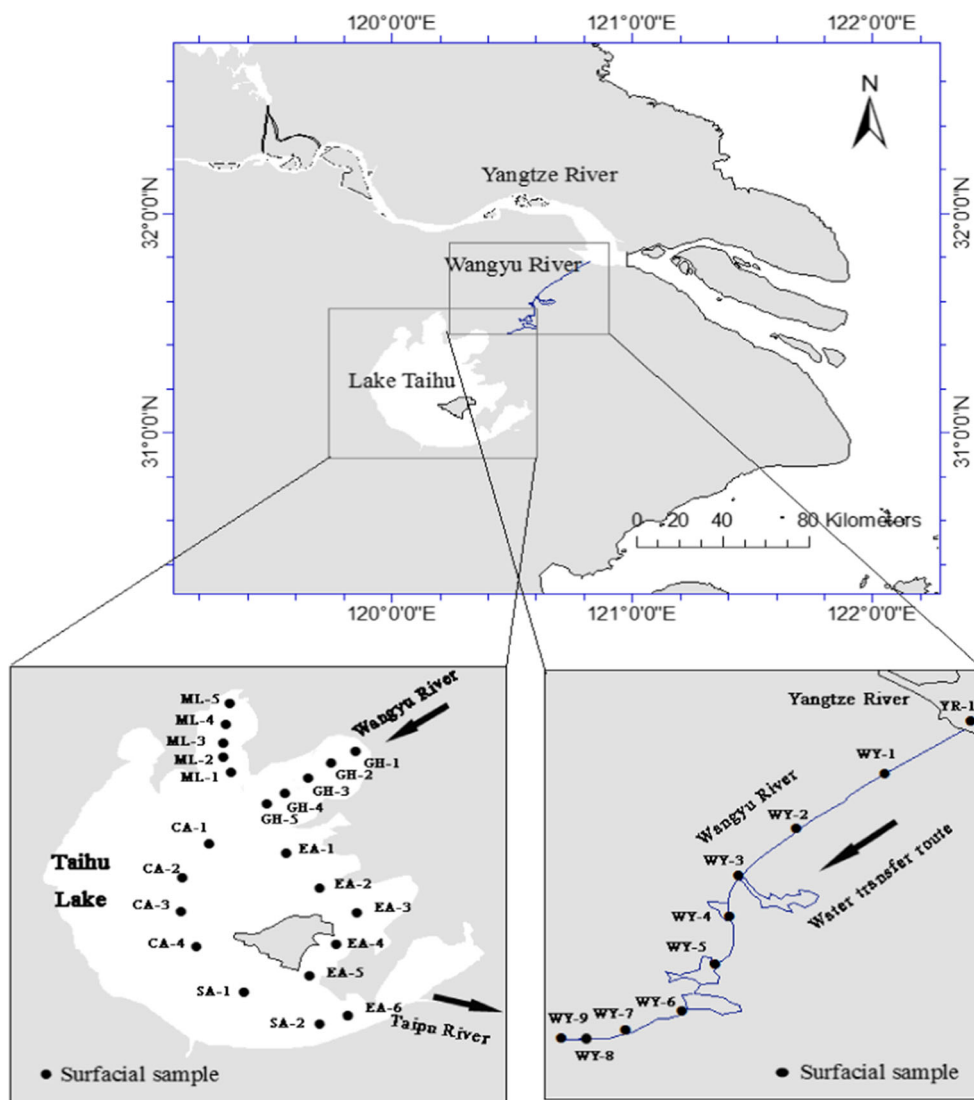 120°0'0"E 121°0'0"E 122°0'0"E
N
32°0'0"N
31°0'0"N
Yangtze River
Wangyu River
Lake Taihu
32°0'0"N
31°0'0"N
0 20 40 80 Kilometers
120°0'0"E 121°0'0"E 122°0'0"E
ML-5
ML-4
ML-3
ML-2
ML-1
Wangyu River
GH-1
GH-2
GH-3
GH-4
GH-5
CA-1
EA-1
Taihu
Lake
CA-2
EA-2
CA-3
EA-3
CA-4
EA-4
EA-5
SA-1
EA-6
SA-2
Taipu River
Surfacial sample
Yangtze River
YR-1
WY-1
Wangyu River
WY-2
WY-3
Water transfer route
WY-4
WY-5
WY-6
WY-7
WY-9
WY-8
Surfacial sample